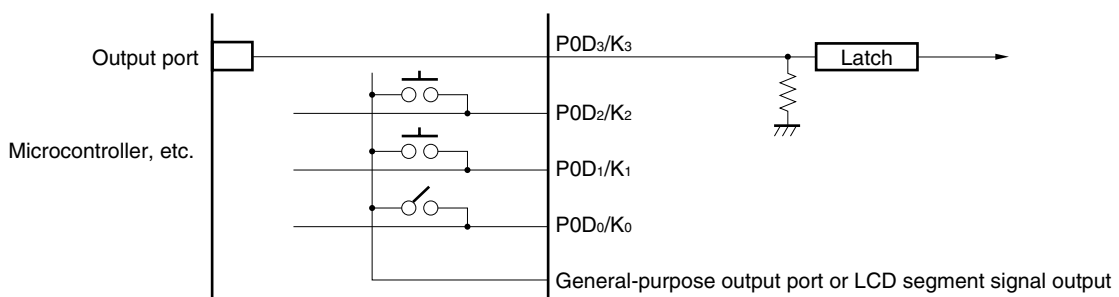 P0D3/K3
Output port
Latch
P0D2/K2
Microcontroller, etc.
P0D1/K1
P0D0/K0
General-purpose output port or LCD segment signal output